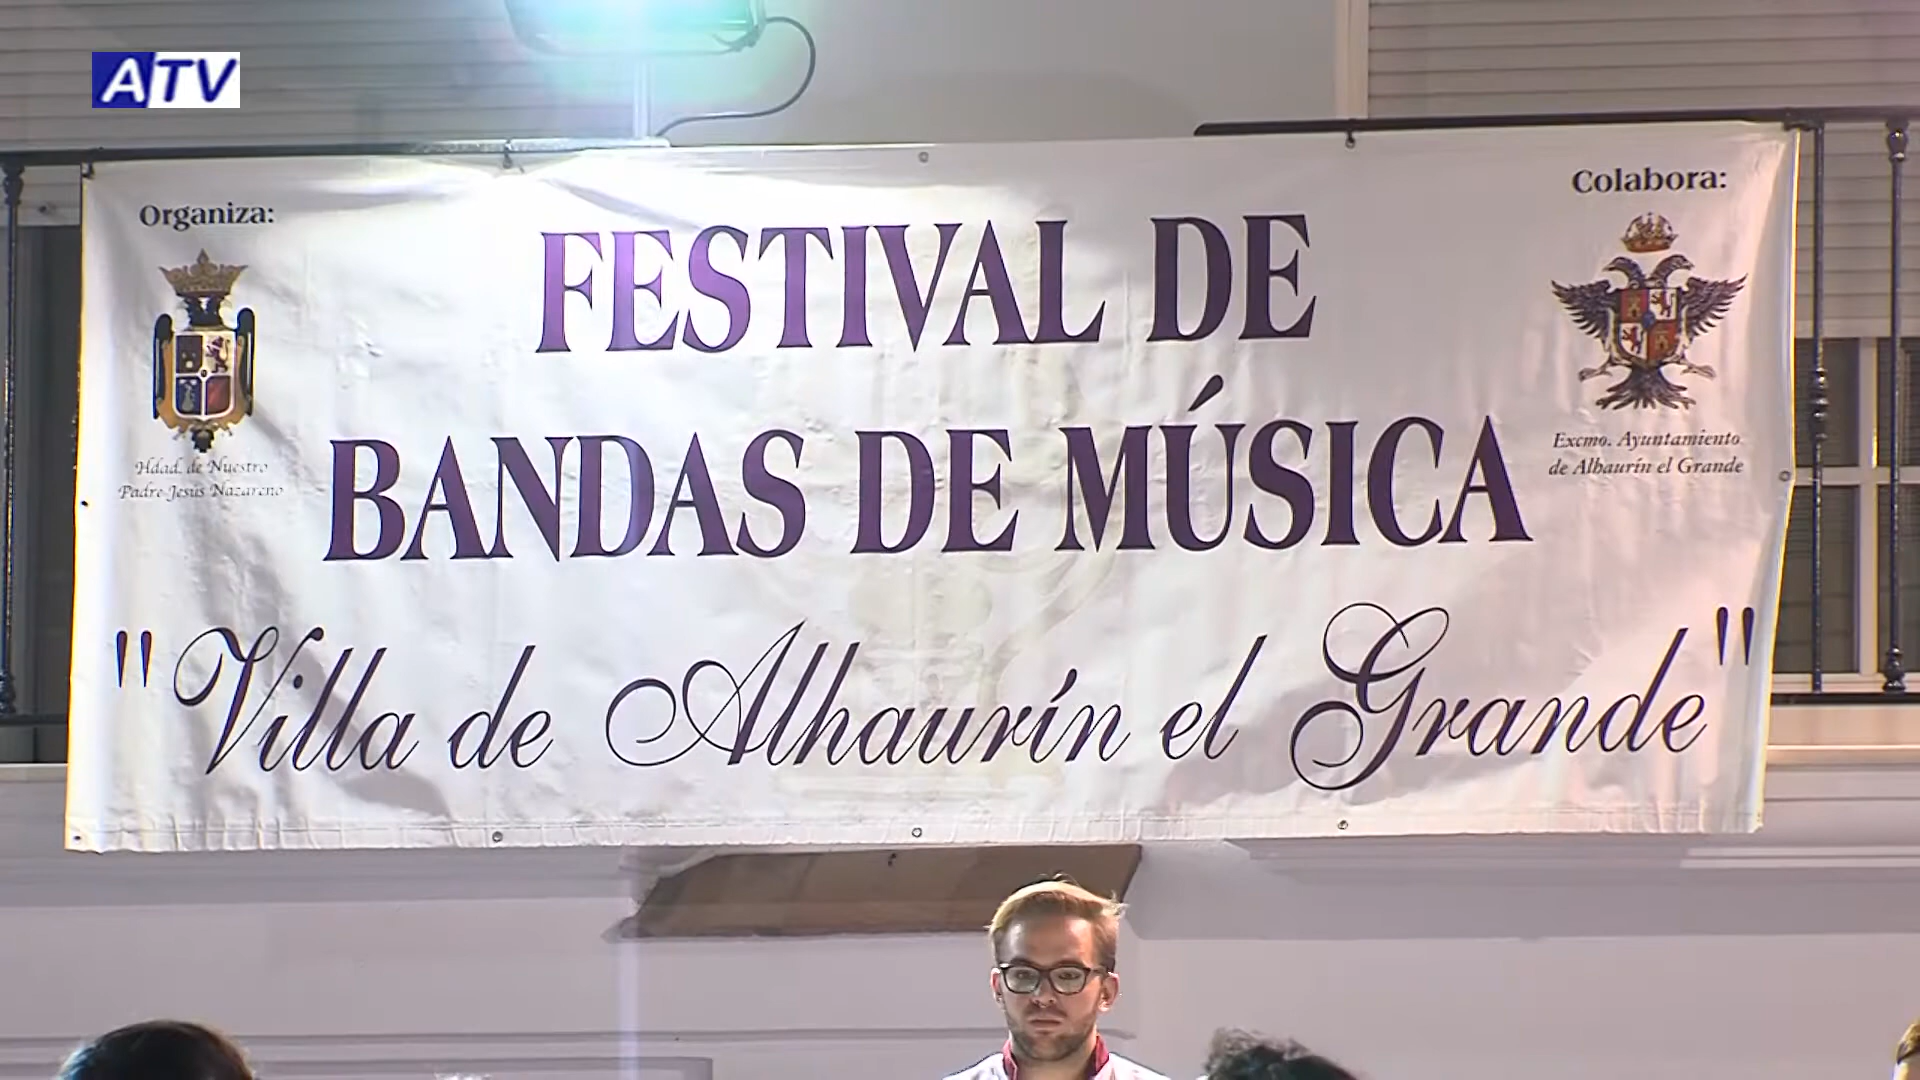 ATV
Organiza:
Colabora:
FESTIVAL DE
BANDAS DE MÚSICA
"Villa de Alhaurín el Grande"
Hdad. de Nuestro
Padre Jesús Nazareno
Excmo. Ayuntamiento
de Alhaurín el Grande